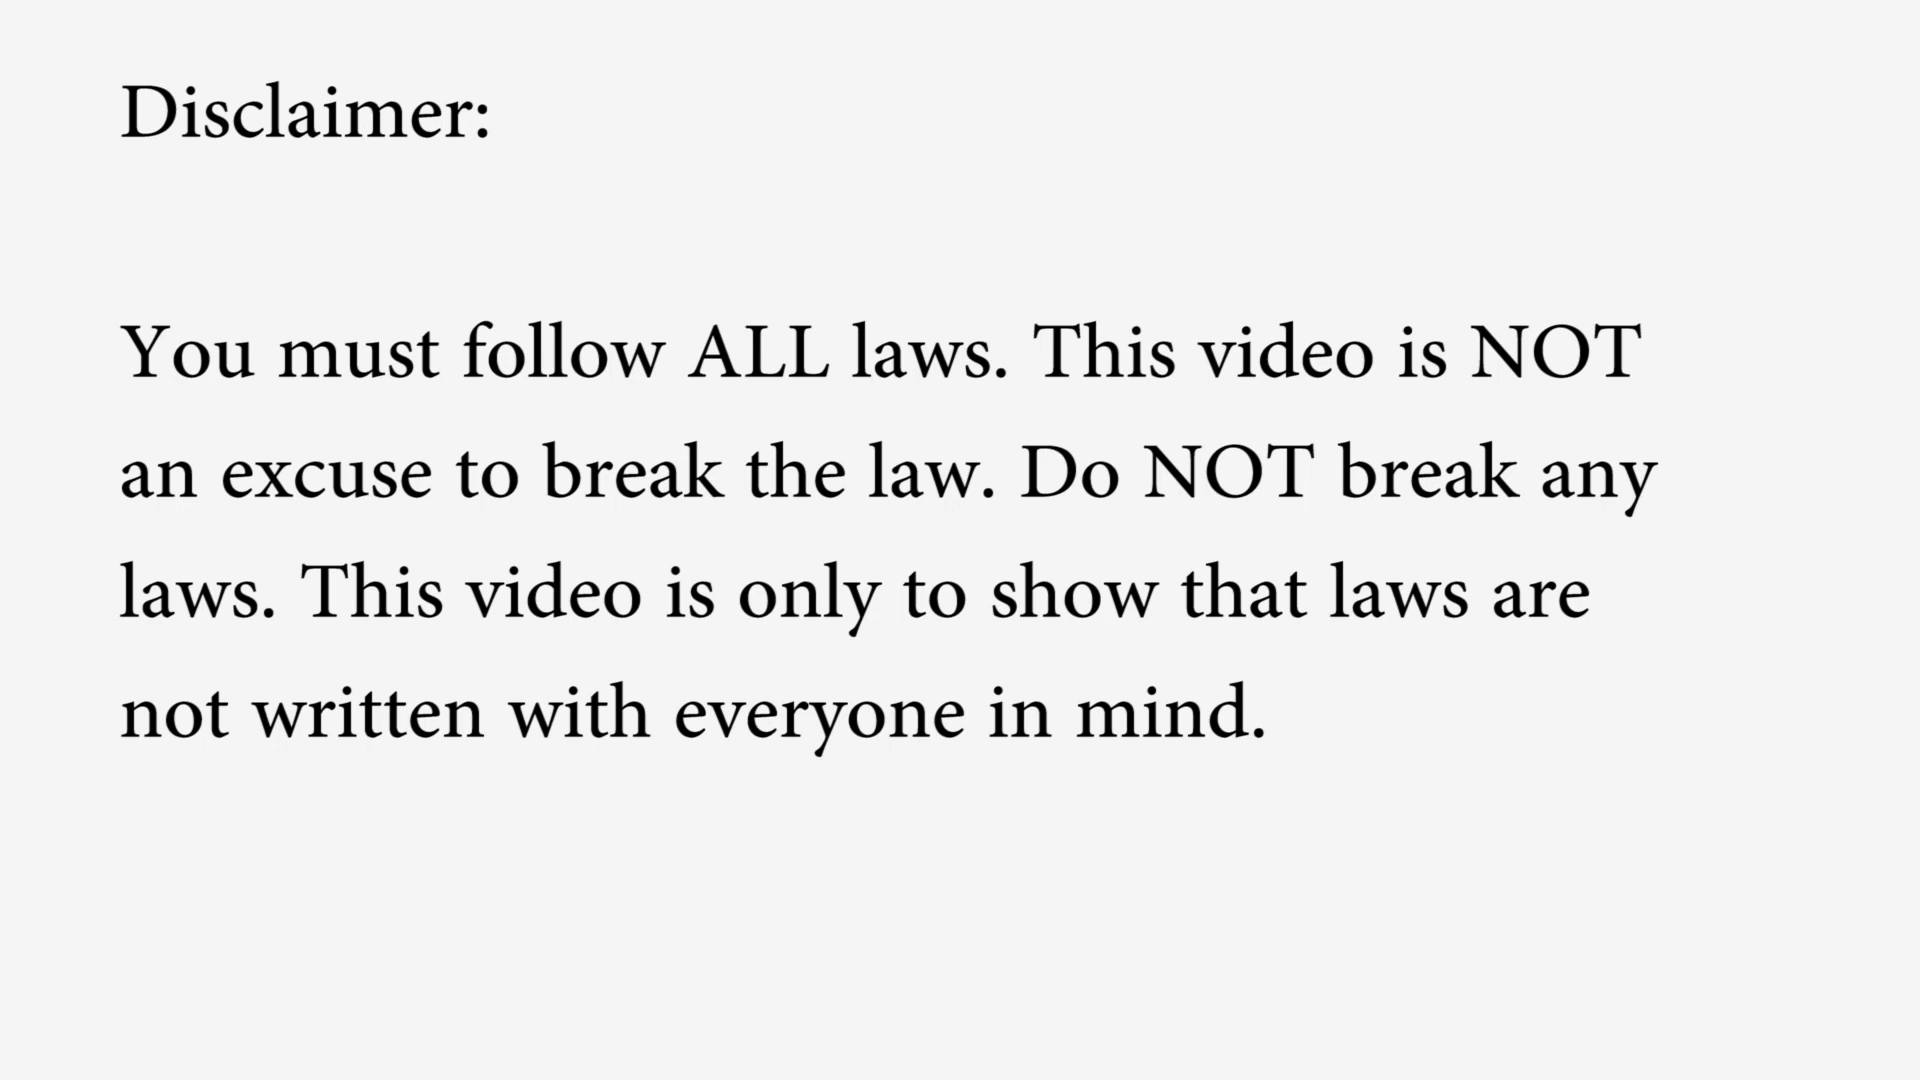 Disclaimer:
You must follow ALL laws. This video is NOT
an excuse to break the law. Do NOT break any
laws. This video is only to show that laws are
not written with everyone in mind.